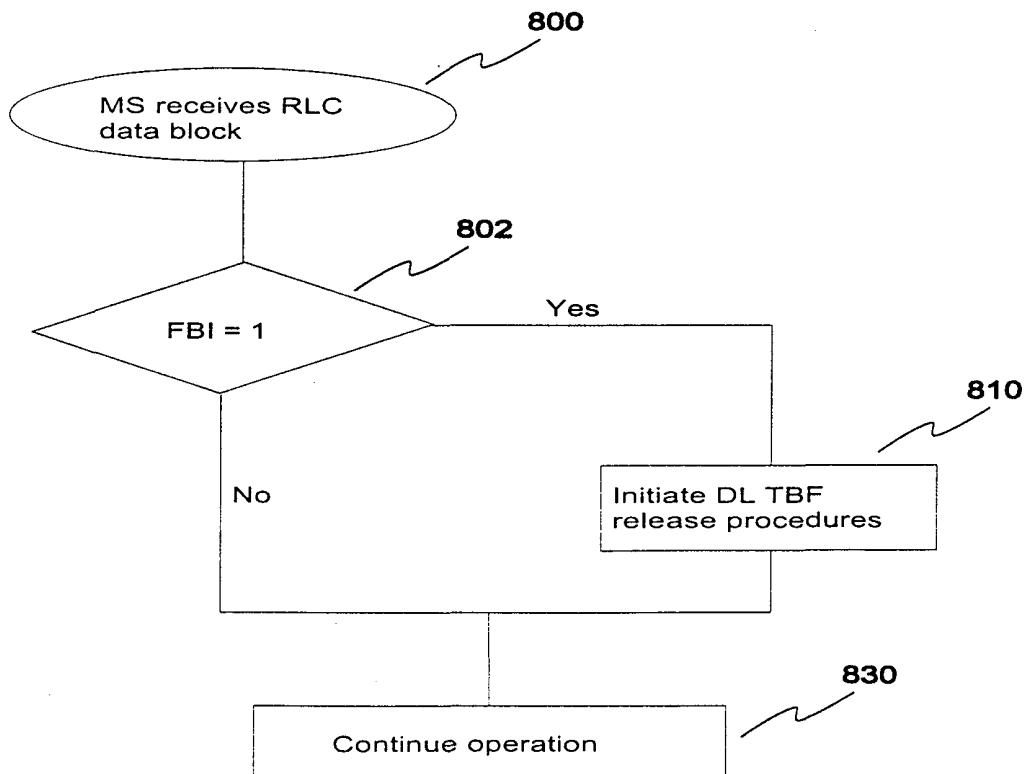 800
MS receives RLC
data block
802
FBI = 1
Yes
810
No
Initiate DL TBF
release procedures
830
Continue operation